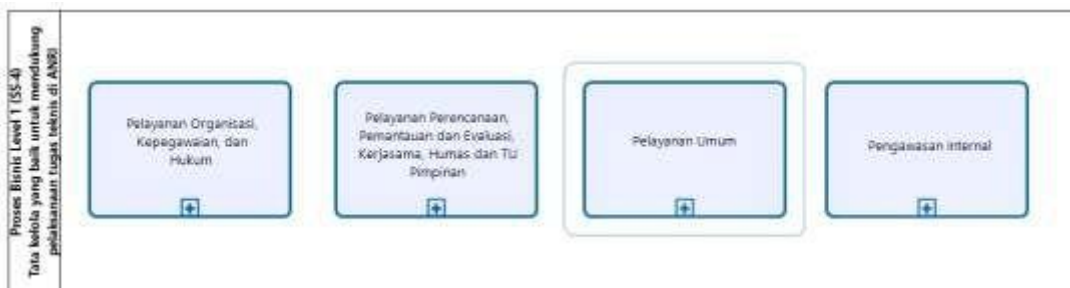 Proses Bisnis Level 1 (SS-4)
Tata kelola yang baik untuk mendukung
pelaksanaan tugas teknis di ANRI
Pelayanan Organisasi,
Kepegawaian, dan
Hukum
Pelayanan Perencanaan,
Pemantauan dan Evaluasi,
Kerjasama, Humas dan TU
Pimpinan
Pelayanan Umum
Pengawasan Internal